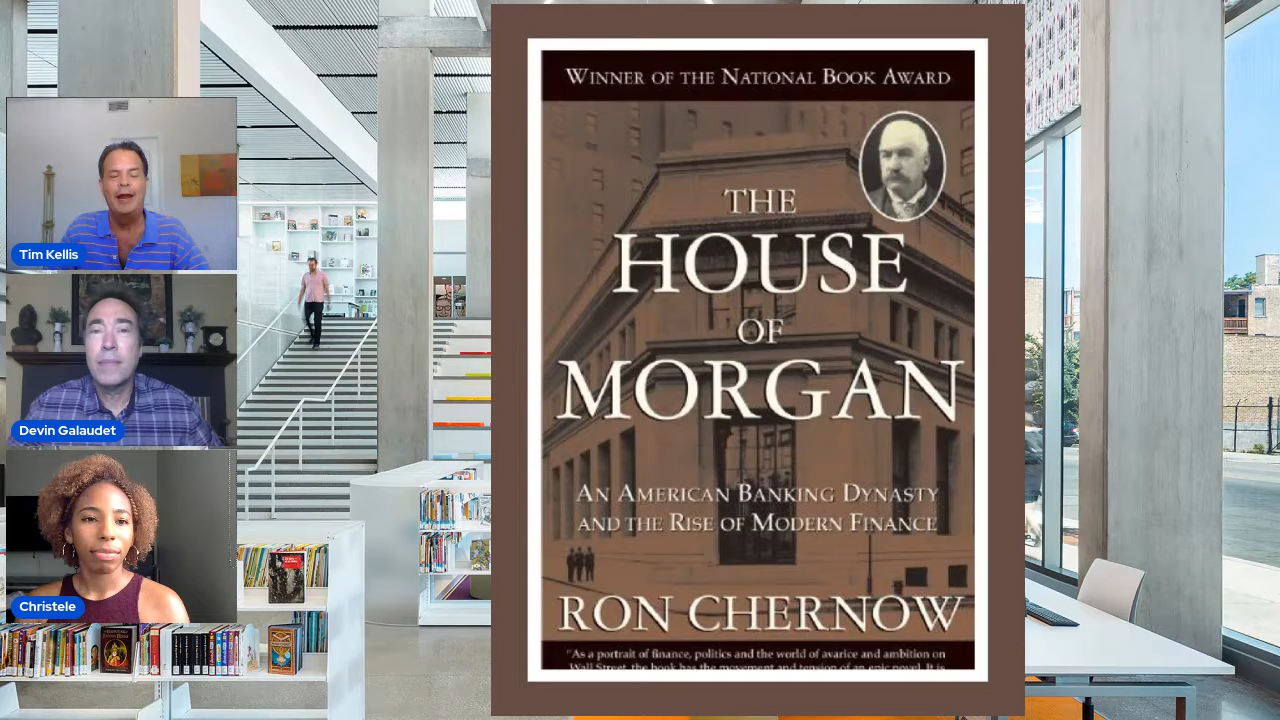 Tim Kellis
Devin Galaudet
Christele
WINNER OF THE NATIONAL BOOK AWARD
THE
HOUSE
OF
MORGAN
AN AMERICAN BANKING DYNASTY
AND THE RISE OF MODERN FINANCE
RON CHERNOW
"As a portrait of finance, politics and the world of avarice and ambition on
Wall Street, the book has the movement and tension of an epic novel. It is